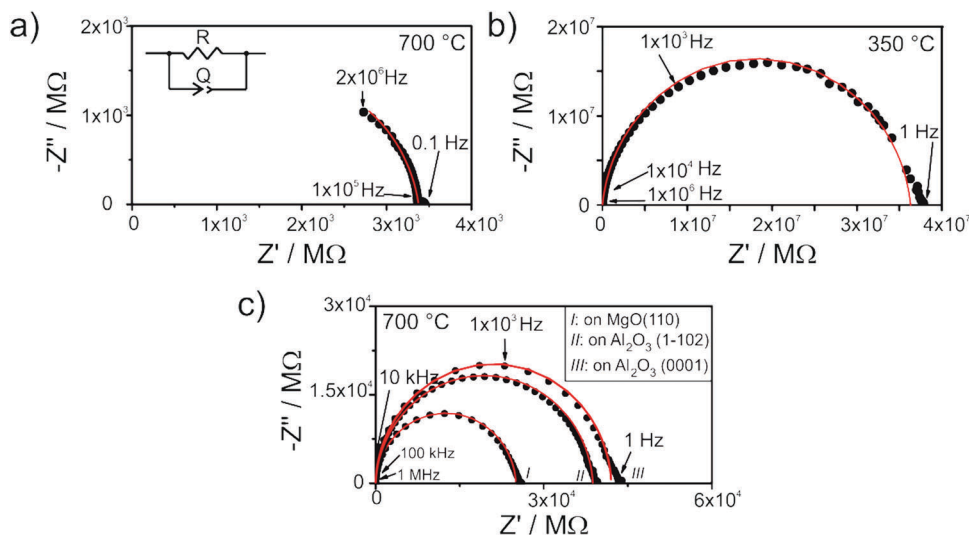 a)
2x10³
1x10³
0
-Z'' / MΩ
R
Q
700 °C
2x10⁶Hz
0.1 Hz
1x10⁵Hz
0 1x10³ 2x10³ 3x10³ 4x10³
Z' / MΩ
b)
2x10⁷
1x10⁷
0
-Z'' / MΩ
350 °C
1x10³Hz
1 Hz
1x10⁴ Hz
1x10⁶ Hz
0 1x10⁷ 2x10⁷ 3x10⁷ 4x10⁷
Z' / MΩ
c)
3x10⁴
1.5x10⁴
0
-Z'' / MΩ
700 °C
1x10³Hz
I: on MgO(110)
II: on Al₂O₃ (1-102)
III: on Al₂O₃ (0001)
10 kHz
100 kHz
1 MHz
1 Hz
I II III
0 3x10⁴ 6x10⁴
Z' / MΩ